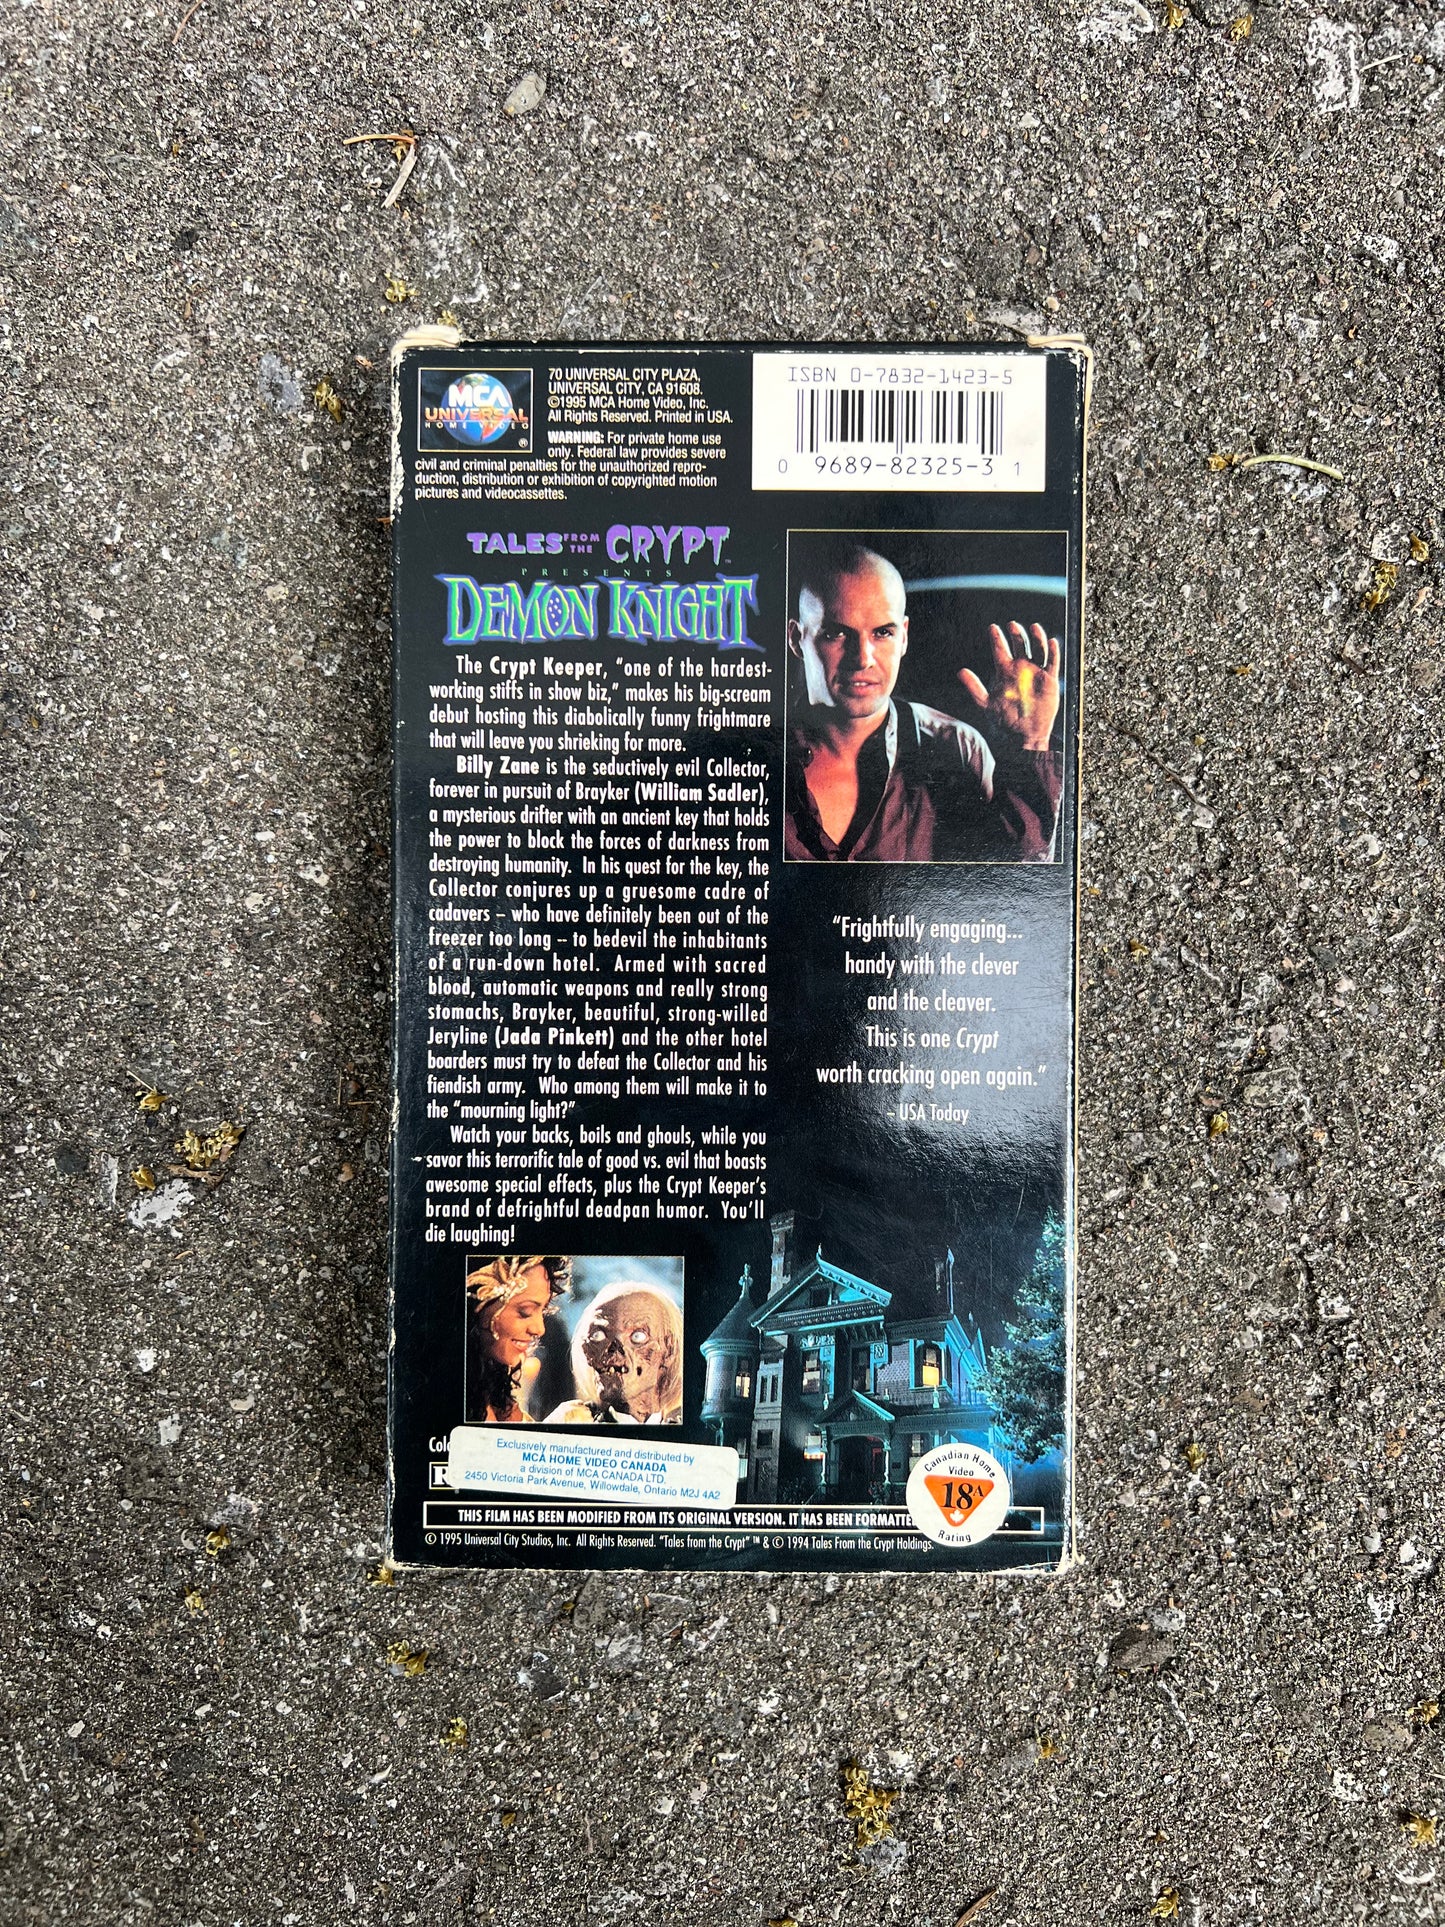 MCA
UNIVERSAL
HOME VIDEO
®
70 UNIVERSAL CITY PLAZA,
UNIVERSAL CITY, CA 91608.
©1995 MCA Home Video, Inc.
All Rights Reserved. Printed in USA.
WARNING: For private home use
only. Federal law provides severe
civil and criminal penalties for the unauthorized repro-
duction, distribution or exhibition of copyrighted motion
pictures and videocassettes.
ISBN 0-7832-1423-5
0 9689-82325-3 1
TALES FROM THE CRYPT™
PRESENTS
DEMON KNIGHT
The Crypt Keeper, "one of the hardest-
working stiffs in show biz," makes his big-scream
debut hosting this diabolically funny frightmare
that will leave you shrieking for more.
Billy Zane is the seductively evil Collector,
forever in pursuit of Brayker (William Sadler),
a mysterious drifter with an ancient key that holds
the power to block the forces of darkness from
destroying humanity. In his quest for the key, the
Collector conjures up a gruesome cadre of
cadavers – who have definitely been out of the
freezer too long – to bedevil the inhabitants
of a run-down hotel. Armed with sacred
blood, automatic weapons and really strong
stomachs, Brayker, beautiful, strong-willed
Jeryline (Jada Pinkett) and the other hotel
boarders must try to defeat the Collector and his
fiendish army. Who among them will make it to
the "mourning light?"
Watch your backs, boils and ghouls, while you
savor this terrorific tale of good vs. evil that boasts
awesome special effects, plus the Crypt Keeper's
brand of defrightful deadpan humor. You'll
die laughing!
"Frightfully engaging...
handy with the clever
and the cleaver.
This is one Crypt
worth cracking open again."
– USA Today
Exclusively manufactured and distributed by
MCA HOME VIDEO CANADA
a division of MCA CANADA LTD.
2450 Victoria Park Avenue, Willowdale, Ontario M2J 4A2
R
Canadian Home
Video
18A
Rating
THIS FILM HAS BEEN MODIFIED FROM ITS ORIGINAL VERSION. IT HAS BEEN FORMATTE
© 1995 Universal City Studios, Inc. All Rights Reserved. "Tales from the Crypt" ™ & © 1994 Tales From the Crypt Holdings.